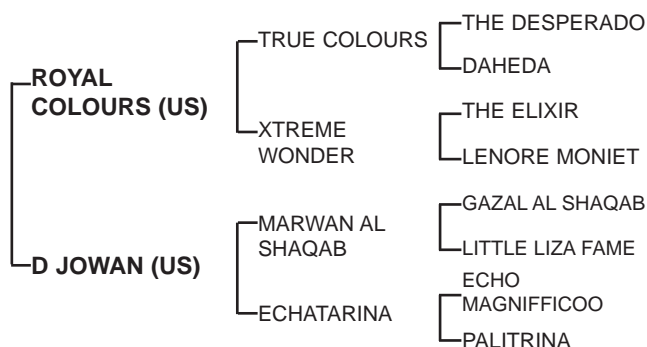 THE DESPERADO
TRUE COLOURS
DAHEDA
ROYAL
COLOURS (US)
THE ELIXIR
XTREME
WONDER
LENORE MONIET
GAZAL AL SHAQAB
MARWAN AL
SHAQAB
LITTLE LIZA FAME
D JOWAN (US)
ECHO
MAGNIFFICOO
ECHATARINA
PALITRINA